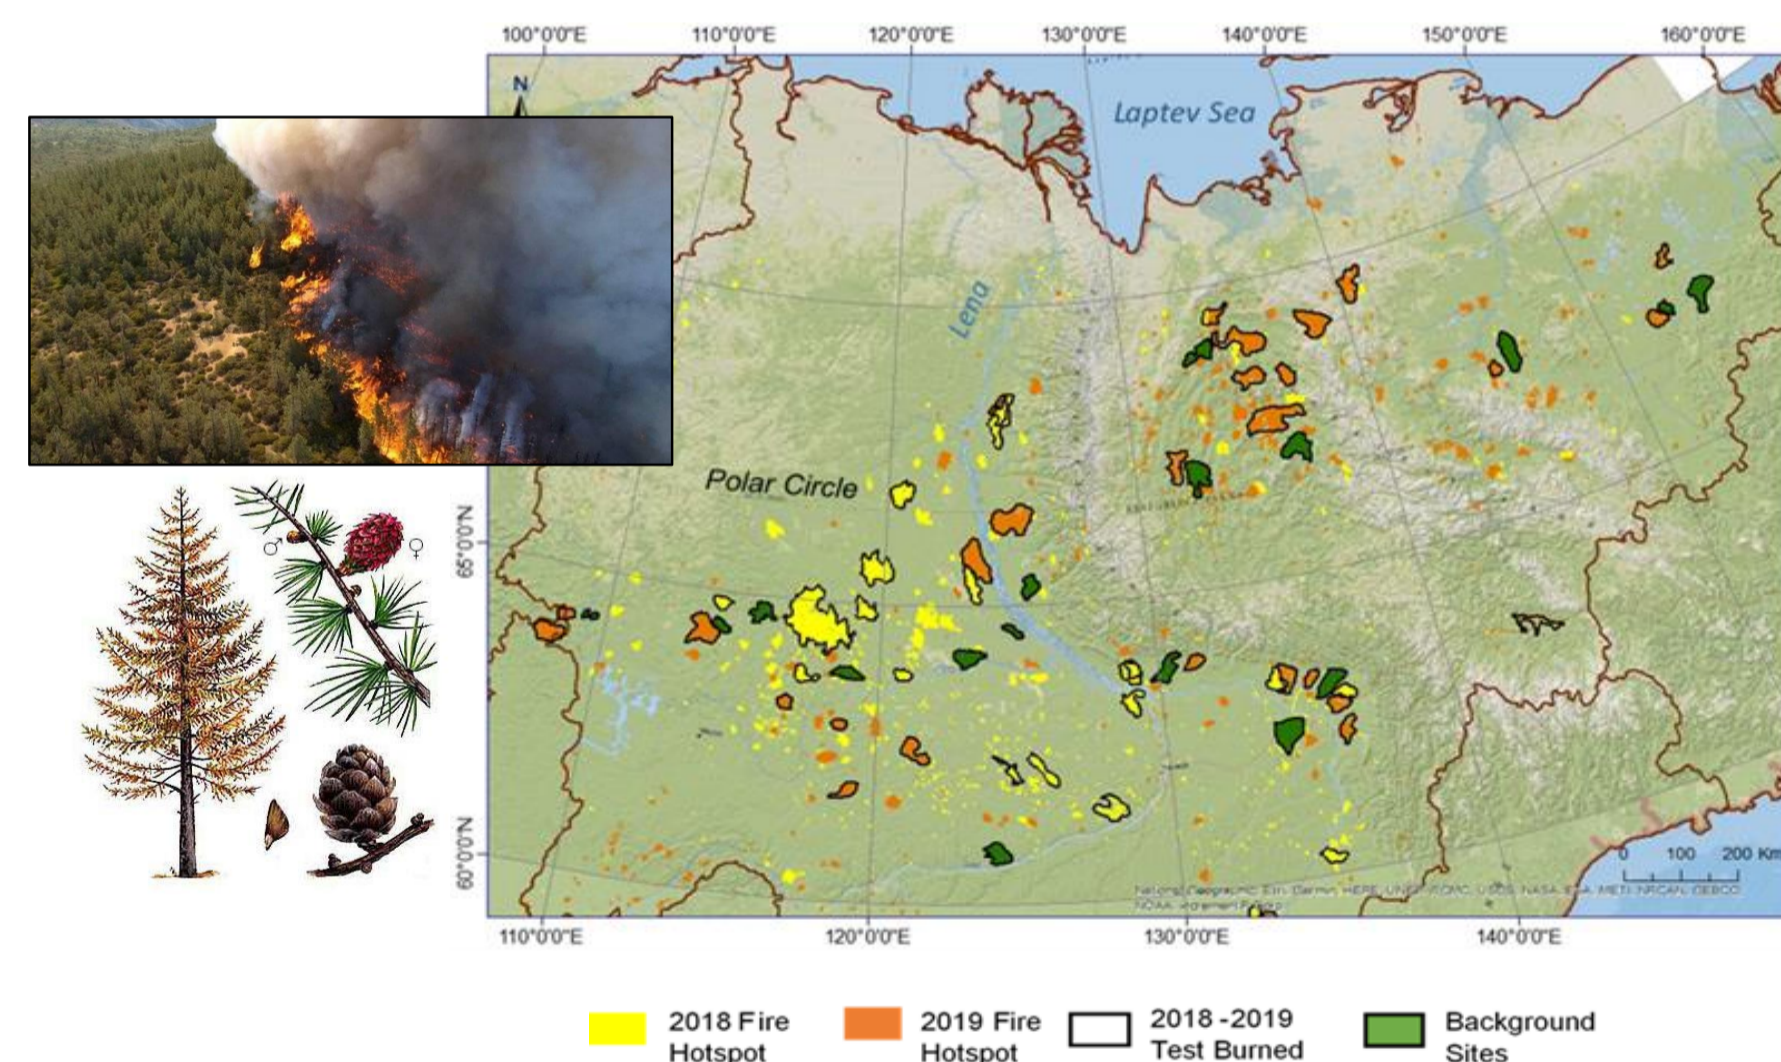 100°0'0"E 110°0'0"E 120°0'0"E 130°0'0"E 140°0'0"E 150°0'0"E 160°0'0"E
N
Laptev Sea
Lena
Polar Circle
65°0'0"N
♂ ♀
60°0'0"N
0 100 200 Km
110°0'0"E 120°0'0"E 130°0'0"E 140°0'0"E
2018 Fire
Hotspot
2019 Fire
Hotspot
2018 -2019
Test Burned
Background
Sites